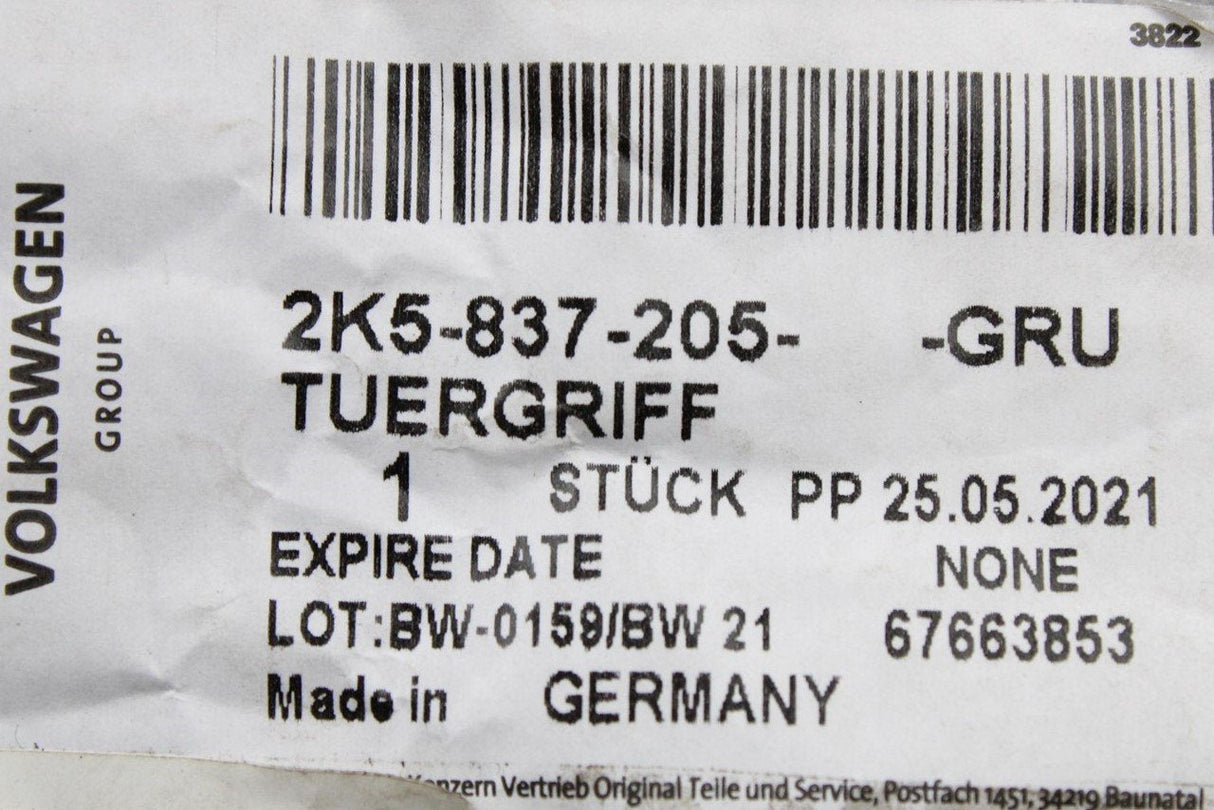 3822
VOLKSWAGEN
GROUP
2K5-837-205- -GRU
TUERGRIFF
1 STÜCK PP 25.05.2021
EXPIRE DATE NONE
LOT:BW-0159/BW 21 67663853
Made in GERMANY
Vertrieb Original Teile und Service, Postfach 1451, 34219 Baunatal